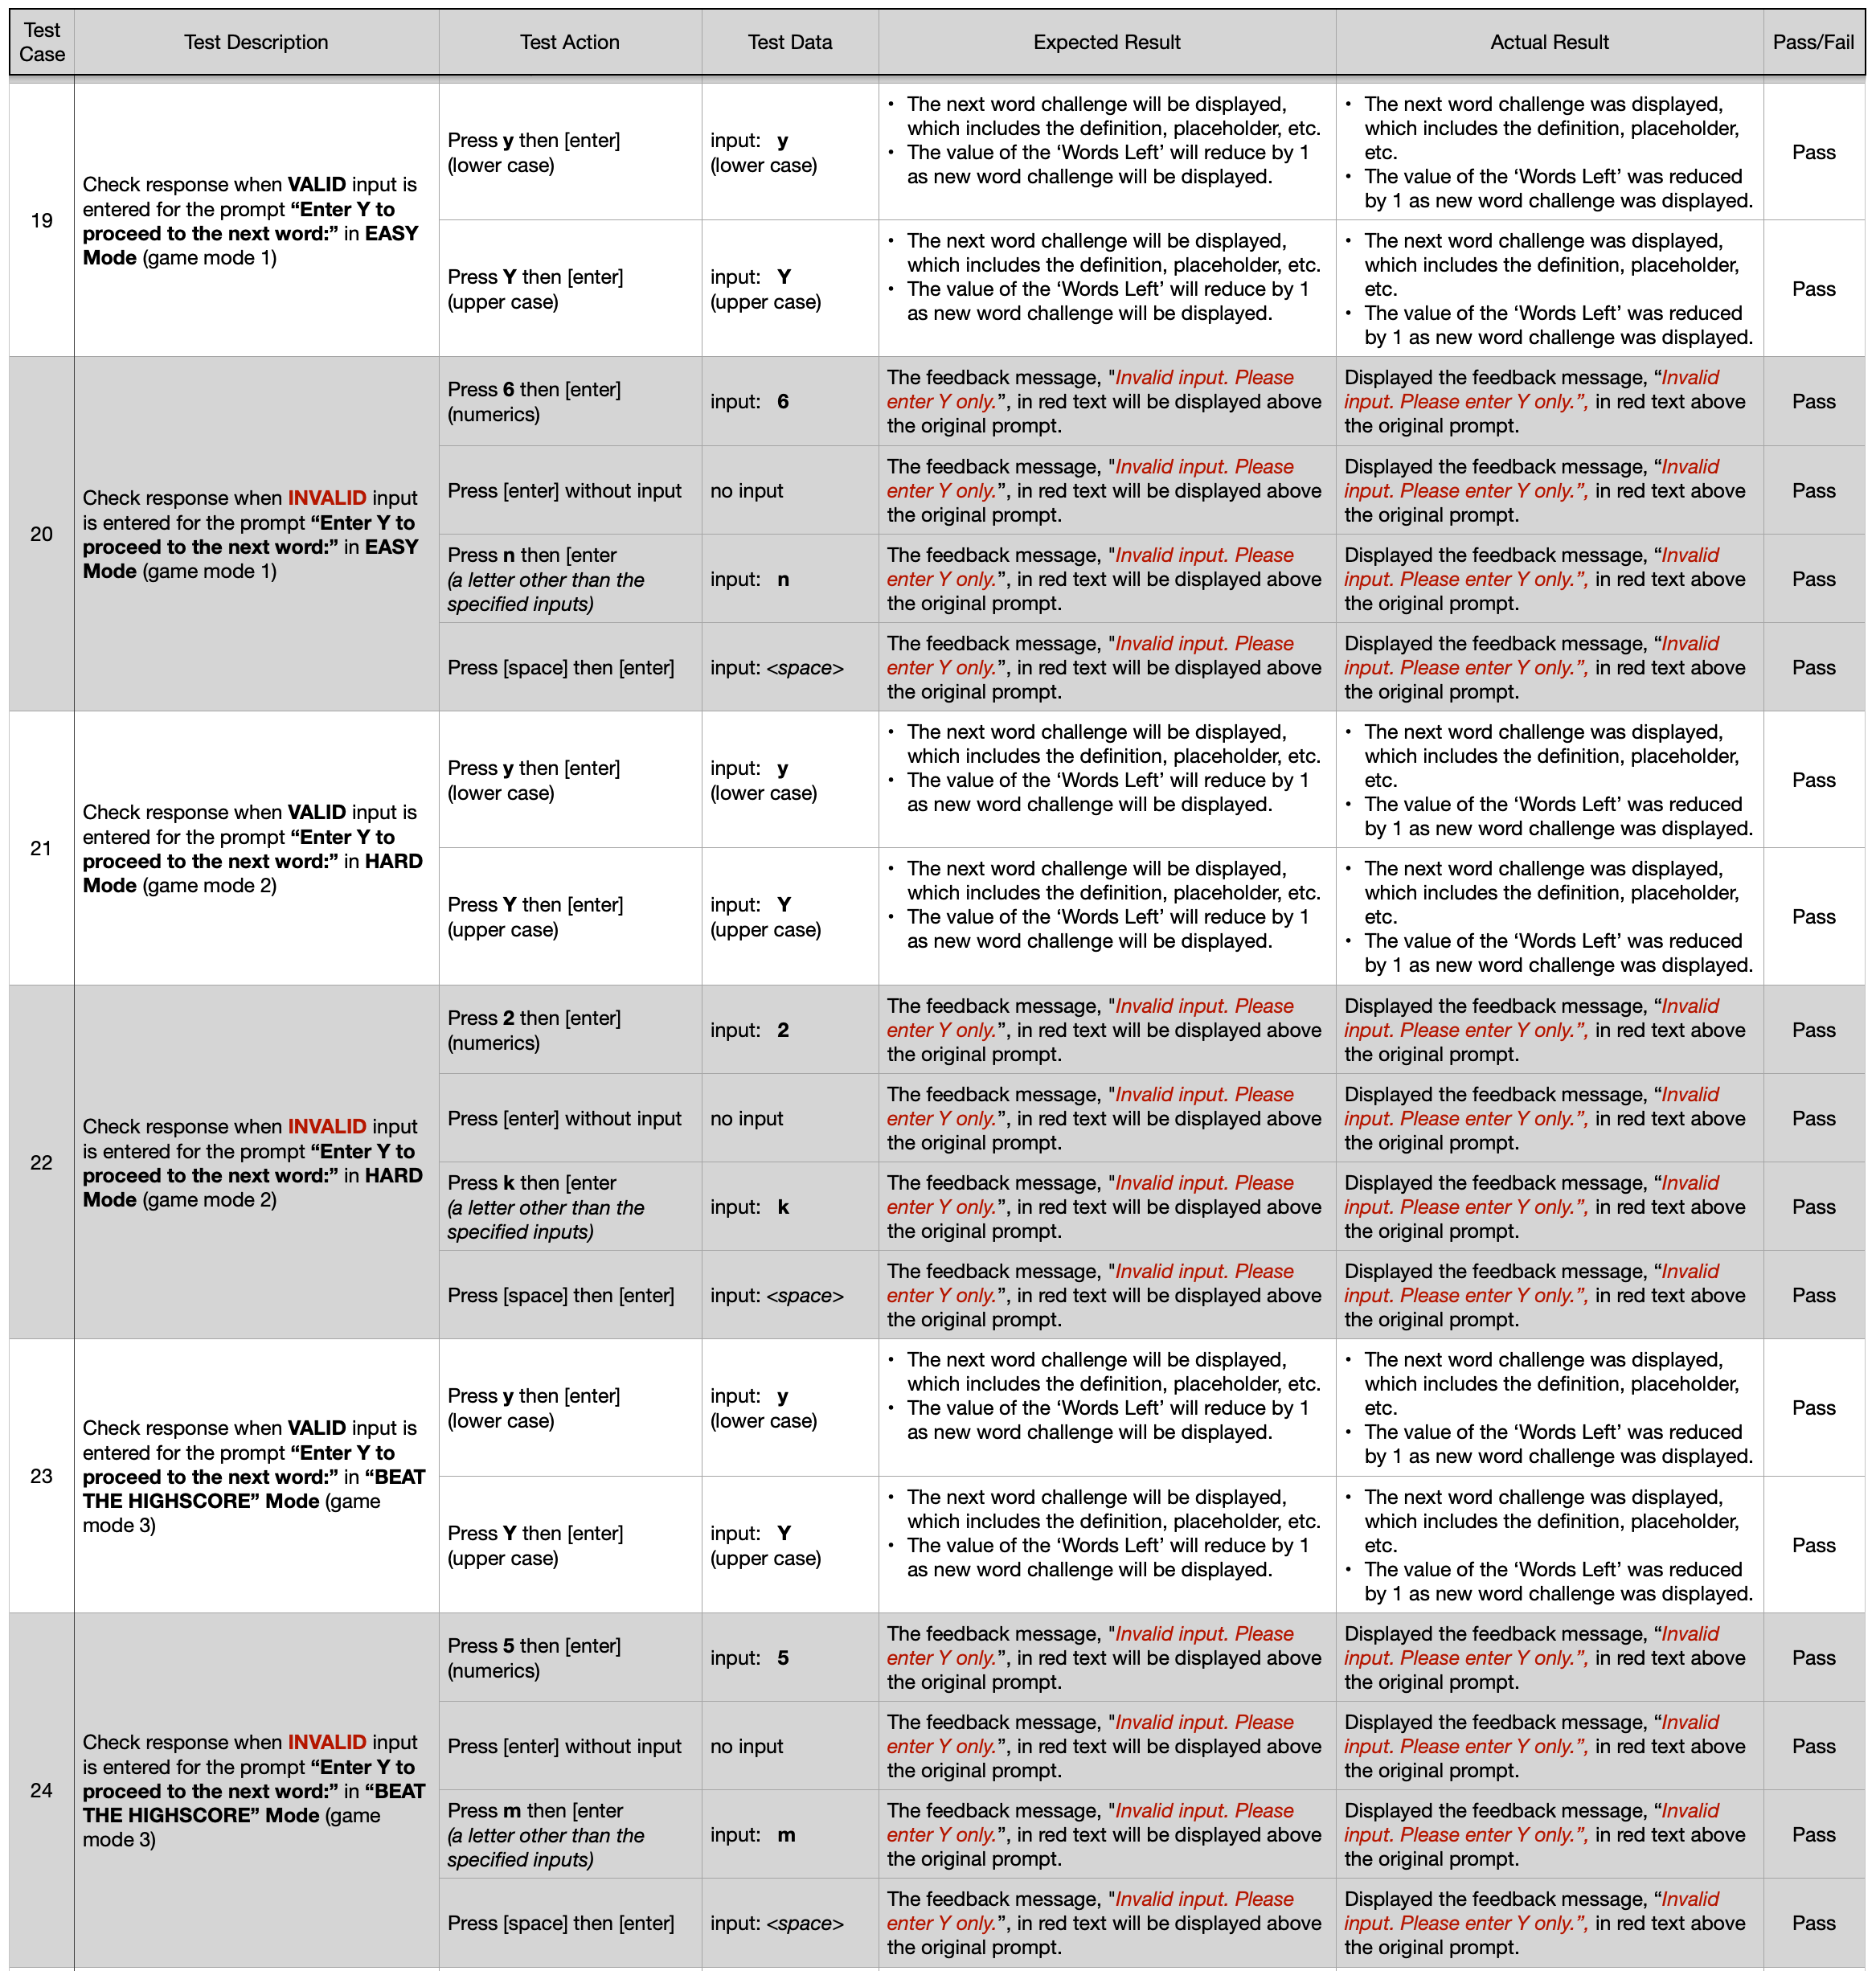 Test Case
Test Description
Test Action
Test Data
Expected Result
Actual Result
Pass/Fail
19
Check response when VALID input is
entered for the prompt “Enter Y to
proceed to the next word:” in EASY
Mode (game mode 1)
Press y then [enter]
(lower case)
input: y
(lower case)
• The next word challenge will be displayed,
which includes the definition, placeholder, etc.
• The value of the ‘Words Left’ will reduce by 1
as new word challenge will be displayed.
• The next word challenge was displayed,
which includes the definition, placeholder,
etc.
• The value of the ‘Words Left’ was reduced
by 1 as new word challenge was displayed.
Pass
Press Y then [enter]
(upper case)
input: Y
(upper case)
• The next word challenge will be displayed,
which includes the definition, placeholder, etc.
• The value of the ‘Words Left’ will reduce by 1
as new word challenge will be displayed.
• The next word challenge was displayed,
which includes the definition, placeholder,
etc.
• The value of the ‘Words Left’ was reduced
by 1 as new word challenge was displayed.
Pass
20
Check response when INVALID input
is entered for the prompt “Enter Y to
proceed to the next word:” in EASY
Mode (game mode 1)
Press 6 then [enter]
(numerics)
input: 6
The feedback message, "Invalid input. Please
enter Y only.”, in red text will be displayed above
the original prompt.
Displayed the feedback message, “Invalid
input. Please enter Y only.”, in red text above
the original prompt.
Pass
Press [enter] without input
no input
The feedback message, "Invalid input. Please
enter Y only.”, in red text will be displayed above
the original prompt.
Displayed the feedback message, “Invalid
input. Please enter Y only.”, in red text above
the original prompt.
Pass
Press n then [enter
(a letter other than the
specified inputs)
input: n
The feedback message, "Invalid input. Please
enter Y only.”, in red text will be displayed above
the original prompt.
Displayed the feedback message, “Invalid
input. Please enter Y only.”, in red text above
the original prompt.
Pass
Press [space] then [enter]
input: <space>
The feedback message, "Invalid input. Please
enter Y only.”, in red text will be displayed above
the original prompt.
Displayed the feedback message, “Invalid
input. Please enter Y only.”, in red text above
the original prompt.
Pass
21
Check response when VALID input is
entered for the prompt “Enter Y to
proceed to the next word:” in HARD
Mode (game mode 2)
Press y then [enter]
(lower case)
input: y
(lower case)
• The next word challenge will be displayed,
which includes the definition, placeholder, etc.
• The value of the ‘Words Left’ will reduce by 1
as new word challenge will be displayed.
• The next word challenge was displayed,
which includes the definition, placeholder,
etc.
• The value of the ‘Words Left’ was reduced
by 1 as new word challenge was displayed.
Pass
Press Y then [enter]
(upper case)
input: Y
(upper case)
• The next word challenge will be displayed,
which includes the definition, placeholder, etc.
• The value of the ‘Words Left’ will reduce by 1
as new word challenge will be displayed.
• The next word challenge was displayed,
which includes the definition, placeholder,
etc.
• The value of the ‘Words Left’ was reduced
by 1 as new word challenge was displayed.
Pass
22
Check response when INVALID input
is entered for the prompt “Enter Y to
proceed to the next word:” in HARD
Mode (game mode 2)
Press 2 then [enter]
(numerics)
input: 2
The feedback message, "Invalid input. Please
enter Y only.”, in red text will be displayed above
the original prompt.
Displayed the feedback message, “Invalid
input. Please enter Y only.”, in red text above
the original prompt.
Pass
Press [enter] without input
no input
The feedback message, "Invalid input. Please
enter Y only.”, in red text will be displayed above
the original prompt.
Displayed the feedback message, “Invalid
input. Please enter Y only.”, in red text above
the original prompt.
Pass
Press k then [enter
(a letter other than the
specified inputs)
input: k
The feedback message, "Invalid input. Please
enter Y only.”, in red text will be displayed above
the original prompt.
Displayed the feedback message, “Invalid
input. Please enter Y only.”, in red text above
the original prompt.
Pass
Press [space] then [enter]
input: <space>
The feedback message, "Invalid input. Please
enter Y only.”, in red text will be displayed above
the original prompt.
Displayed the feedback message, “Invalid
input. Please enter Y only.”, in red text above
the original prompt.
Pass
23
Check response when VALID input is
entered for the prompt “Enter Y to
proceed to the next word:” in “BEAT
THE HIGHSCORE” Mode (game
mode 3)
Press y then [enter]
(lower case)
input: y
(lower case)
• The next word challenge will be displayed,
which includes the definition, placeholder, etc.
• The value of the ‘Words Left’ will reduce by 1
as new word challenge will be displayed.
• The next word challenge was displayed,
which includes the definition, placeholder,
etc.
• The value of the ‘Words Left’ was reduced
by 1 as new word challenge was displayed.
Pass
Press Y then [enter]
(upper case)
input: Y
(upper case)
• The next word challenge will be displayed,
which includes the definition, placeholder, etc.
• The value of the ‘Words Left’ will reduce by 1
as new word challenge will be displayed.
• The next word challenge was displayed,
which includes the definition, placeholder,
etc.
• The value of the ‘Words Left’ was reduced
by 1 as new word challenge was displayed.
Pass
24
Check response when INVALID input
is entered for the prompt “Enter Y to
proceed to the next word:” in “BEAT
THE HIGHSCORE” Mode (game
mode 3)
Press 5 then [enter]
(numerics)
input: 5
The feedback message, "Invalid input. Please
enter Y only.”, in red text will be displayed above
the original prompt.
Displayed the feedback message, “Invalid
input. Please enter Y only.”, in red text above
the original prompt.
Pass
Press [enter] without input
no input
The feedback message, "Invalid input. Please
enter Y only.”, in red text will be displayed above
the original prompt.
Displayed the feedback message, “Invalid
input. Please enter Y only.”, in red text above
the original prompt.
Pass
Press m then [enter
(a letter other than the
specified inputs)
input: m
The feedback message, "Invalid input. Please
enter Y only.”, in red text will be displayed above
the original prompt.
Displayed the feedback message, “Invalid
input. Please enter Y only.”, in red text above
the original prompt.
Pass
Press [space] then [enter]
input: <space>
The feedback message, "Invalid input. Please
enter Y only.”, in red text will be displayed above
the original prompt.
Displayed the feedback message, “Invalid
input. Please enter Y only.”, in red text above
the original prompt.
Pass